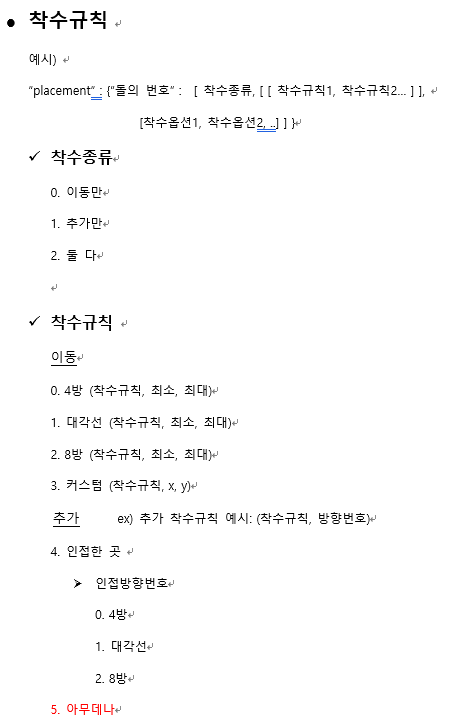 ● 착수규칙
예시)
“placement” : {“돌의 번호” : [ 착수종류, [ [ 착수규칙1, 착수규칙2… ] ],
[착수옵션1, 착수옵션2, ..] ] }
✓ 착수종류
0. 이동만
1. 추가만
2. 둘 다
✓ 착수규칙
이동
0. 4방 (착수규칙, 최소, 최대)
1. 대각선 (착수규칙, 최소, 최대)
2. 8방 (착수규칙, 최소, 최대)
3. 커스텀 (착수규칙, x, y)
추가 ex) 추가 착수규칙 예시: (착수규칙, 방향번호)
4. 인접한 곳
➢ 인접방향번호
0. 4방
1. 대각선
2. 8방
5. 아무데나